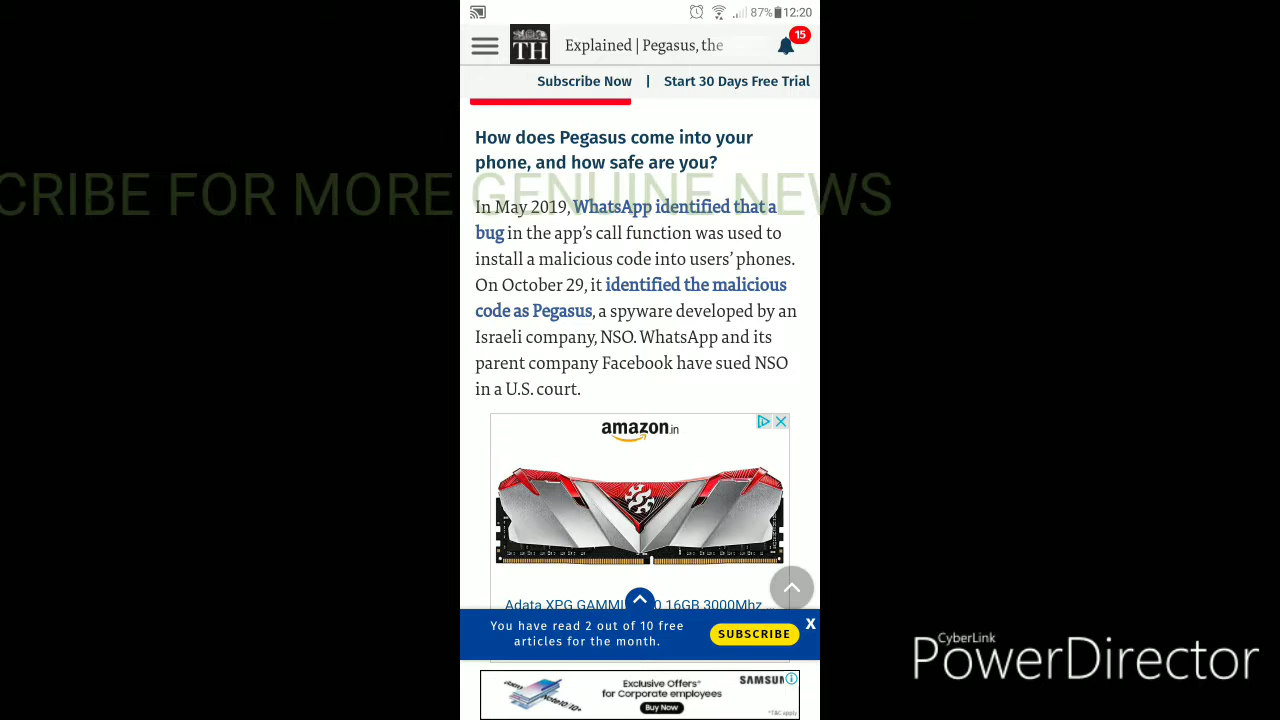 87% 12:20
TH
Explained | Pegasus, the
15
Subscribe Now | Start 30 Days Free Trial
How does Pegasus come into your
phone, and how safe are you?
CRIBE FOR MORE GENUINE NEWS
In May 2019, WhatsApp identified that a
bug in the app's call function was used to
install a malicious code into users' phones.
On October 29, it identified the malicious
code as Pegasus, a spyware developed by an
Israeli company, NSO. WhatsApp and its
parent company Facebook have sued NSO
in a U.S. court.
amazon.in
Adata XPG 16GB 3000Mhz ...
You have read 2 out of 10 free
articles for the month.
SUBSCRIBE
X
CyberLink
PowerDirector
Exclusive Offers*
for Corporate employees
Buy Now
SAMSUN
*T&C apply